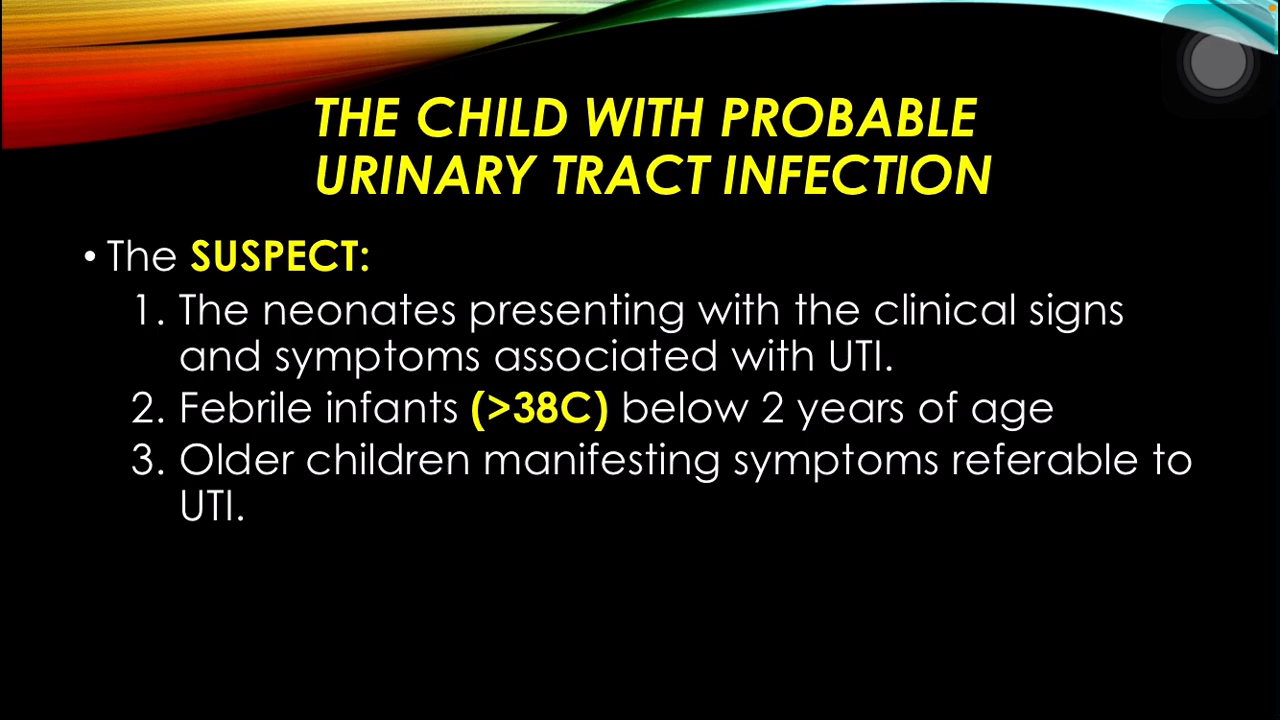 THE CHILD WITH PROBABLE
URINARY TRACT INFECTION
• The SUSPECT:
1. The neonates presenting with the clinical signs
and symptoms associated with UTI.
2. Febrile infants (>38C) below 2 years of age
3. Older children manifesting symptoms referable to
UTI.